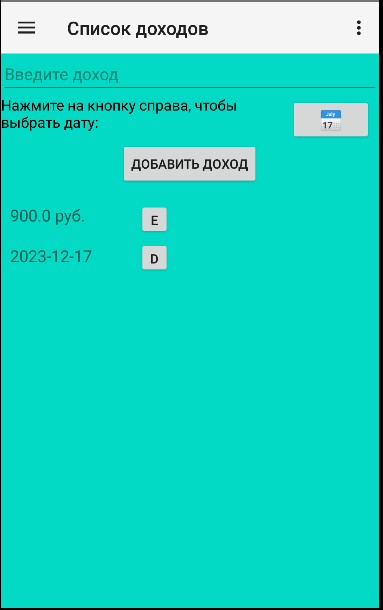 Список доходов
Введите доход
Нажмите на кнопку справа, чтобы
выбрать дату:
July
17
ДОБАВИТЬ ДОХОД
900.0 руб.
E
2023-12-17
D